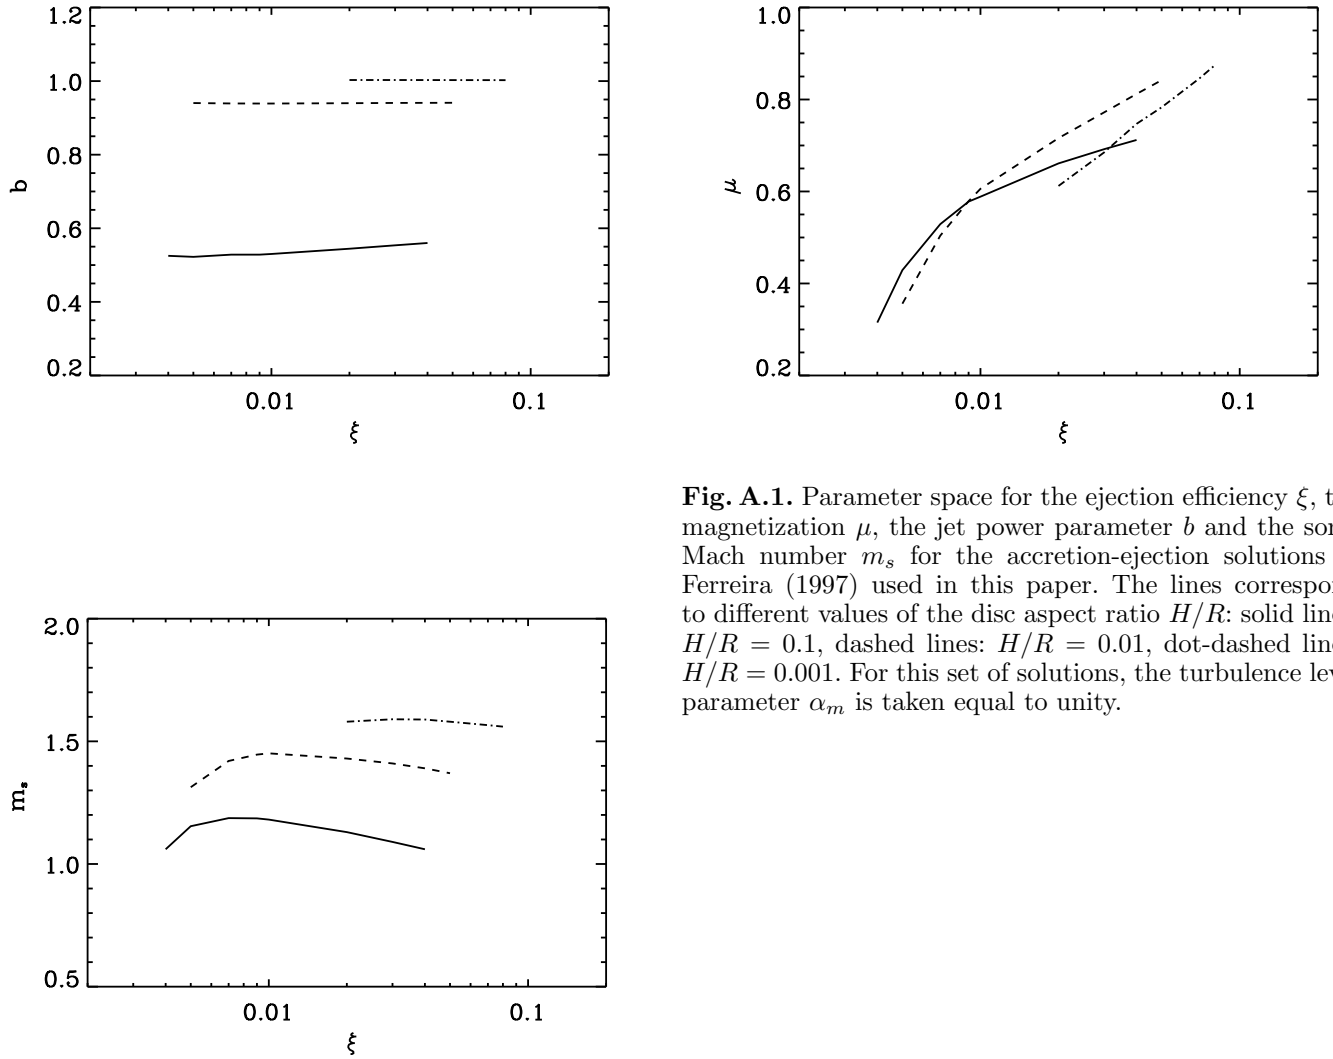 1.2
1.0
0.8
0.6
0.4
0.2
b
0.01 0.1
ξ
1.0
0.8
0.6
0.4
0.2
μ
0.01 0.1
ξ
Fig. A.1. Parameter space for the ejection efficiency ξ,
magnetization μ, the jet power parameter b and the
Mach number m_s for the accretion-ejection solutions
Ferreira (1997) used in this paper. The lines
to different values of the disc aspect ratio H/R: solid
H/R = 0.1, dashed lines: H/R = 0.01, dot-dashed
H/R = 0.001. For this set of solutions, the turbulence
parameter α_m is taken equal to unity.
2.0
1.5
1.0
0.5
m_s
0.01 0.1
ξ